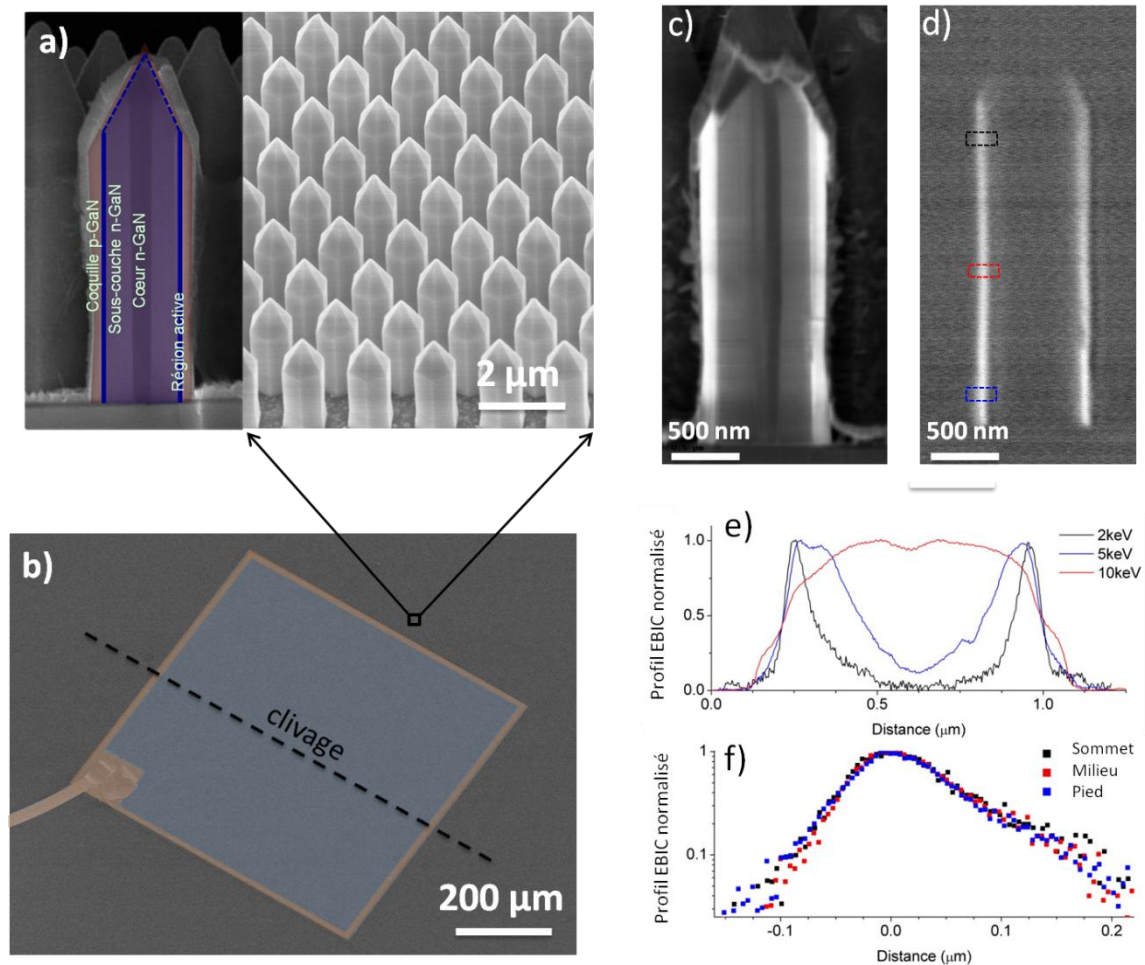 a)
Coquille p-GaN
Sous-couche n-GaN
Cœur n-GaN
Région active
2 µm
b)
clivage
200 µm
c)
500 nm
d)
500 nm
e)
Profil EBIC normalisé
1.0
0.5
0.0
2keV
5keV
10keV
0.0
0.5
1.0
Distance (µm)
f)
Profil EBIC normalisé
1
0.1
Sommet
Milieu
Pied
-0.1
0.0
0.1
0.2
Distance (µm)